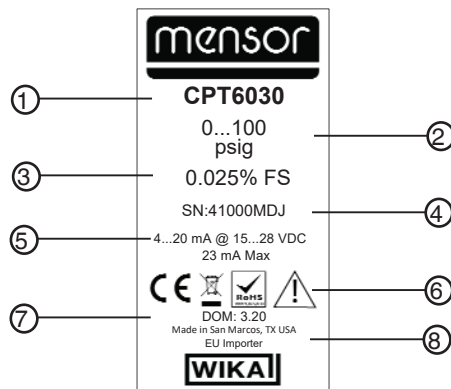 mensor
① CPT6030
0...100 ②
psig
③ 0.025% FS
SN:41000MDJ ④
⑤ 4...20 mA @ 15...28 VDC
23 mA Max
CE RoHS ⑥
⑦ DOM: 3.20
Made in San Marcos, TX USA
EU Importer ⑧
WIKA